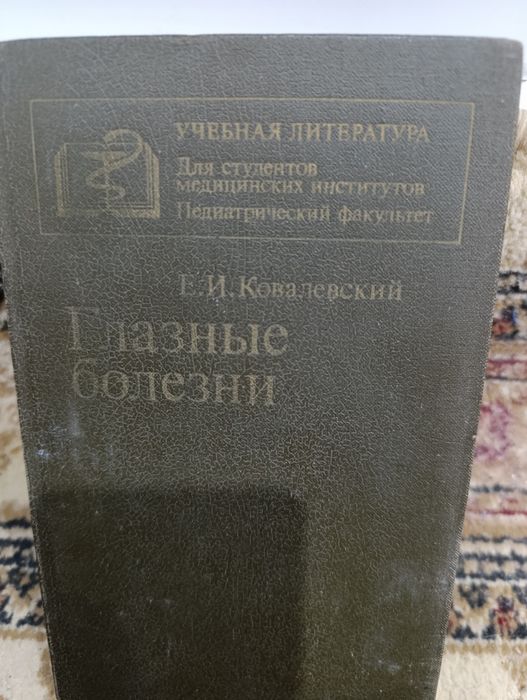 УЧЕБНАЯ ЛИТЕРАТУРА
Для студентов
медицинских институтов
Педиатрический факультет
Е.И.Ковалевский
Глазные
болезни